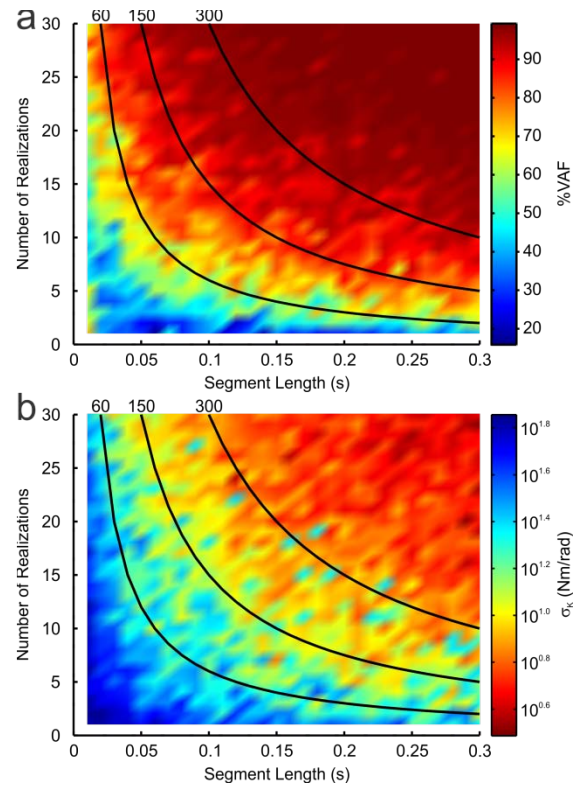 a
60 150 300
30
25
20
15
10
5
0
Number of Realizations
0 0.05 0.1 0.15 0.2 0.25 0.3
Segment Length (s)
90
80
70
60
50
40
30
20
%VAF
b
60 150 300
30
25
20
15
10
5
0
Number of Realizations
0 0.05 0.1 0.15 0.2 0.25 0.3
Segment Length (s)
10^1.8
10^1.6
10^1.4
10^1.2
10^1.0
10^0.8
10^0.6
σ_K (Nm/rad)